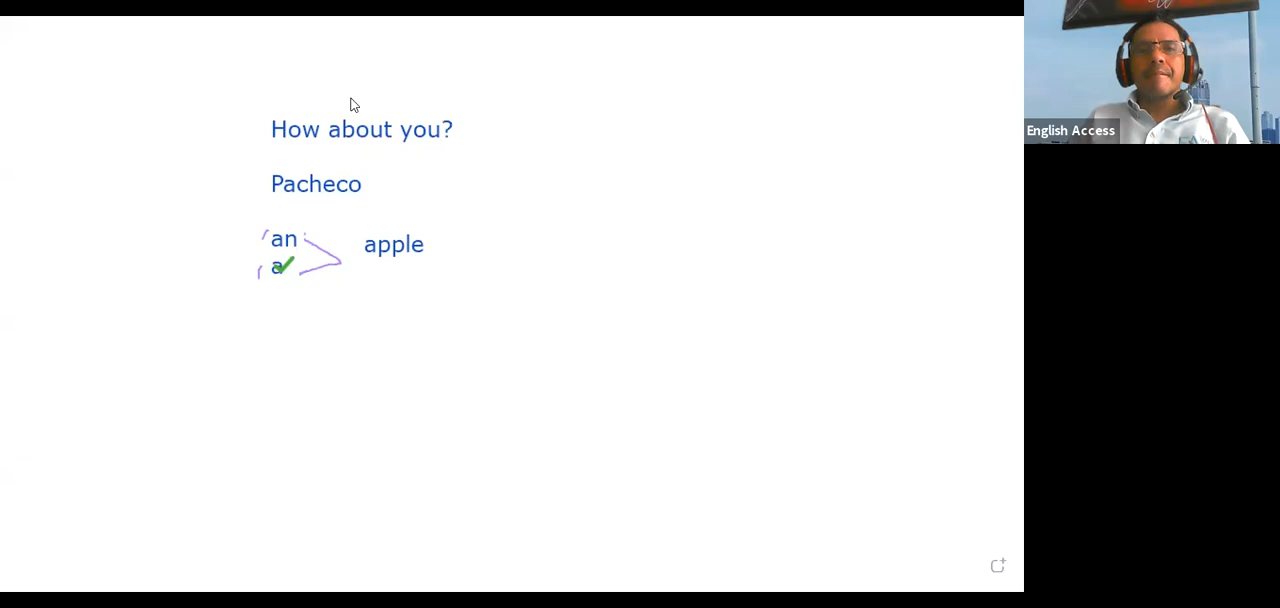 How about you?
Pacheco
an
a
apple
English Access